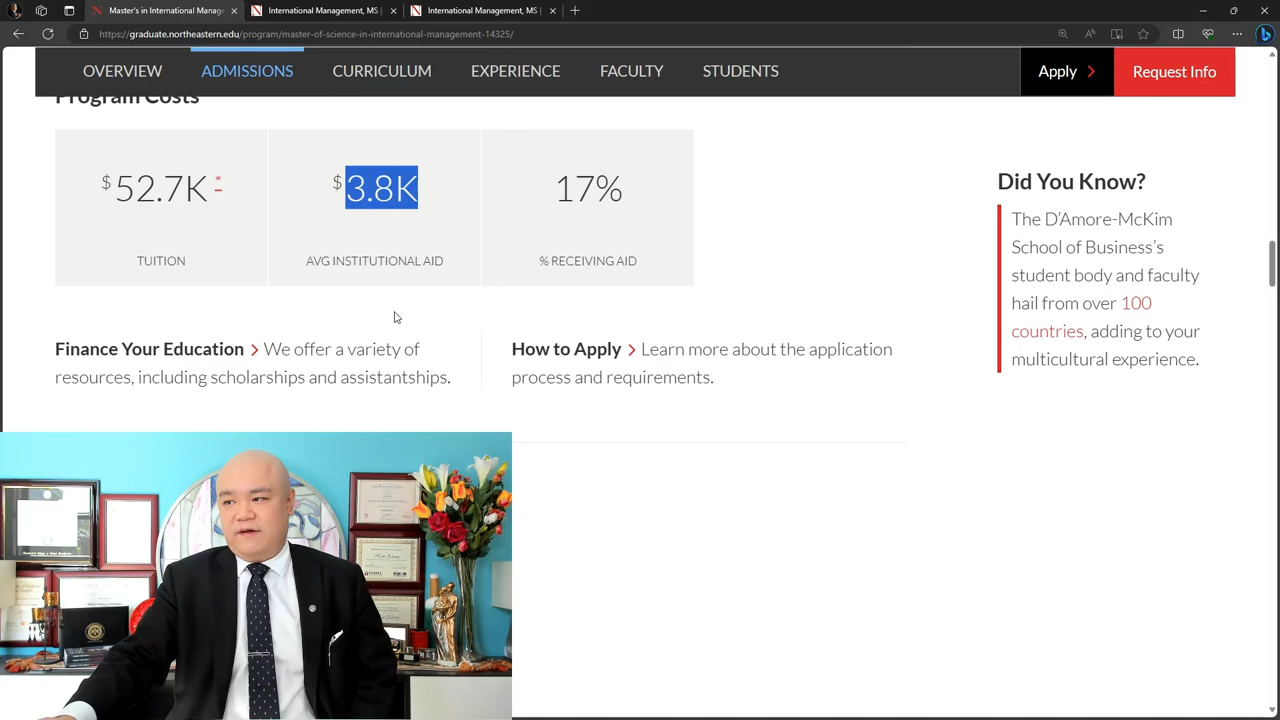 Master's in International Manage
International Management, MS |
International Management, MS |
https://graduate.northeastern.edu/program/master-of-science-in-international-management-14325/
OVERVIEW
ADMISSIONS
CURRICULUM
EXPERIENCE
FACULTY
STUDENTS
Apply
Request Info
Program Costs
$52.7K*
$3.8K
17%
TUITION
AVG INSTITUTIONAL AID
% RECEIVING AID
Finance Your Education > We offer a variety of
resources, including scholarships and assistantships.
How to Apply > Learn more about the application
process and requirements.
Did You Know?
The D’Amore-McKim
School of Business’s
student body and faculty
hail from over 100
countries, adding to your
multicultural experience.